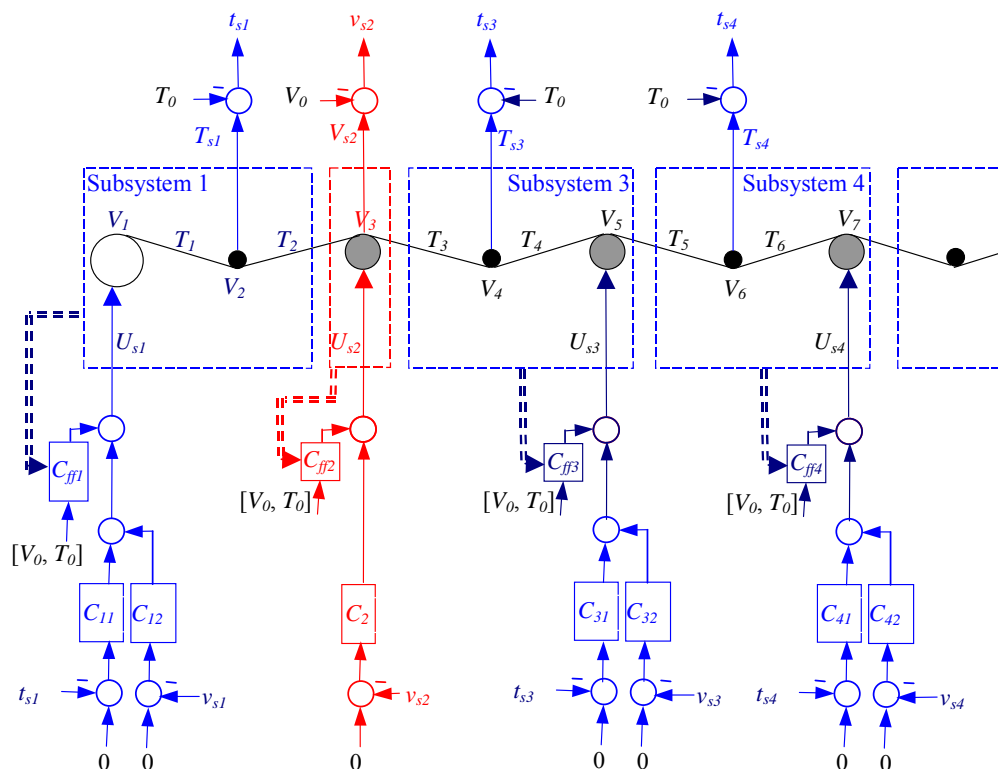 t_s1 v_s2 t_s3 t_s4
T_0 V_0 T_0 T_0
T_s1 V_s2 T_s3 T_s4
Subsystem 1 Subsystem 3 Subsystem 4
V_1 V_3 V_5 V_7
T_1 T_2 T_3 T_4 T_5 T_6
V_2 V_4 V_6
U_s1 U_s2 U_s3 U_s4
C_ff1 C_ff2 C_ff3 C_ff4
[V_0, T_0] [V_0, T_0] [V_0, T_0]
[V_0, T_0]
C_11 C_12 C_2 C_31 C_32 C_41 C_42
t_s1 v_s1 v_s2 t_s3 v_s3 t_s4 v_s4
0 0 0 0 0 0 0